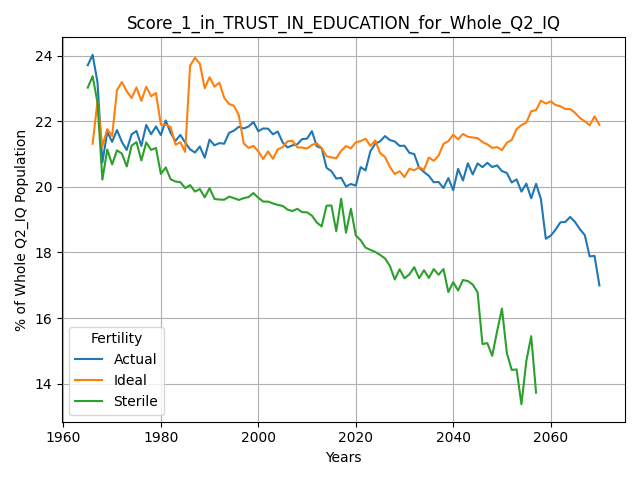 Score_1_in_TRUST_IN_EDUCATION_for_Whole_Q2_IQ
% of Whole Q2_IQ Population
24
22
20
18
16
14
Fertility
Actual
Ideal
Sterile
1960 1980 2000 2020 2040 2060
Years